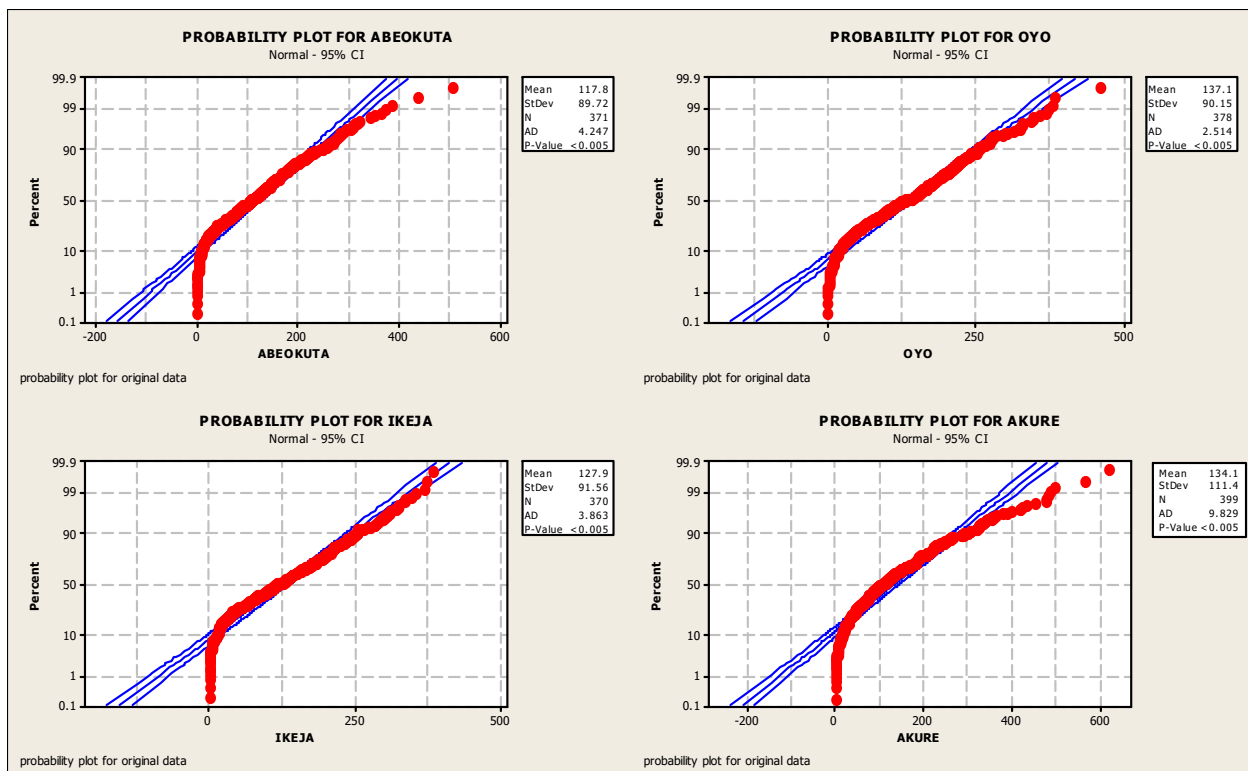 PROBABILITY PLOT FOR ABEOKUTA
Normal - 95% CI
99.9
99
90
50
10
1
0.1
Percent
-200
0
200
400
600
ABEOKUTA
Mean 117.8
StDev 89.72
N 371
AD 4.247
P-Value <0.005
probability plot for original data
PROBABILITY PLOT FOR OYO
Normal - 95% CI
99.9
99
90
50
10
1
0.1
Percent
0
250
500
OYO
Mean 137.1
StDev 90.15
N 378
AD 2.514
P-Value <0.005
probability plot for original data
PROBABILITY PLOT FOR IKEJA
Normal - 95% CI
99.9
99
90
50
10
1
0.1
Percent
0
250
500
IKEJA
Mean 127.9
StDev 91.56
N 370
AD 3.863
P-Value <0.005
probability plot for original data
PROBABILITY PLOT FOR AKURE
Normal - 95% CI
99.9
99
90
50
10
1
0.1
Percent
-200
0
200
400
600
AKURE
Mean 134.1
StDev 111.4
N 399
AD 9.829
P-Value <0.005
probability plot for original data